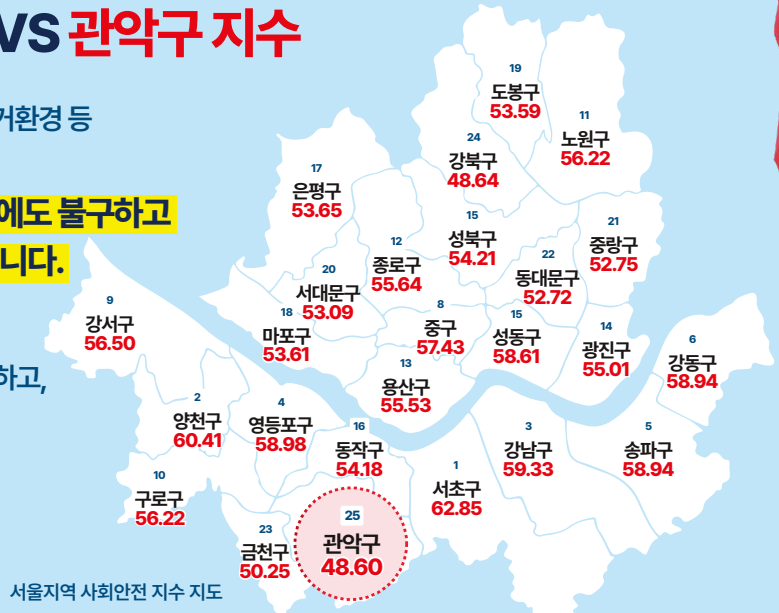 VS 관악구 지수
거환경 등
에도 불구하고
니다.
하고,
19
도봉구
53.59
11
노원구
56.22
24
강북구
48.64
17
은평구
53.65
15
성북구
54.21
21
중랑구
52.75
12
종로구
55.64
22
동대문구
52.72
20
서대문구
53.09
9
강서구
56.50
18
마포구
53.61
8
중구
57.43
15
성동구
58.61
14
광진구
55.01
6
강동구
58.94
13
용산구
55.53
2
양천구
60.41
4
영등포구
58.98
16
동작구
54.18
3
강남구
59.33
5
송파구
58.94
1
서초구
62.85
10
구로구
56.22
23
금천구
50.25
25
관악구
48.60
서울지역 사회안전 지수 지도